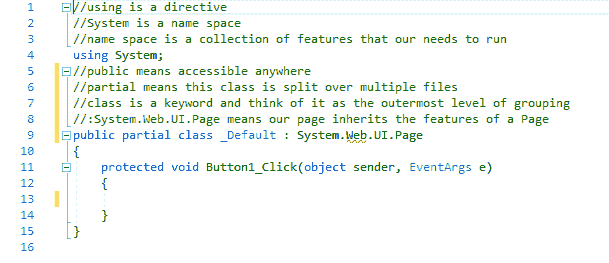 1 //using is a directive
2 //System is a name space
3 //name space is a collection of features that our needs to run
4 using System;
5 //public means accessible anywhere
6 //partial means this class is split over multiple files
7 //class is a keyword and think of it as the outermost level of grouping
8 //:System.Web.UI.Page means our page inherits the features of a Page
9 public partial class _Default : System.Web.UI.Page
10 {
11 protected void Button1_Click(object sender, EventArgs e)
12 {
13
14 }
15 }
16